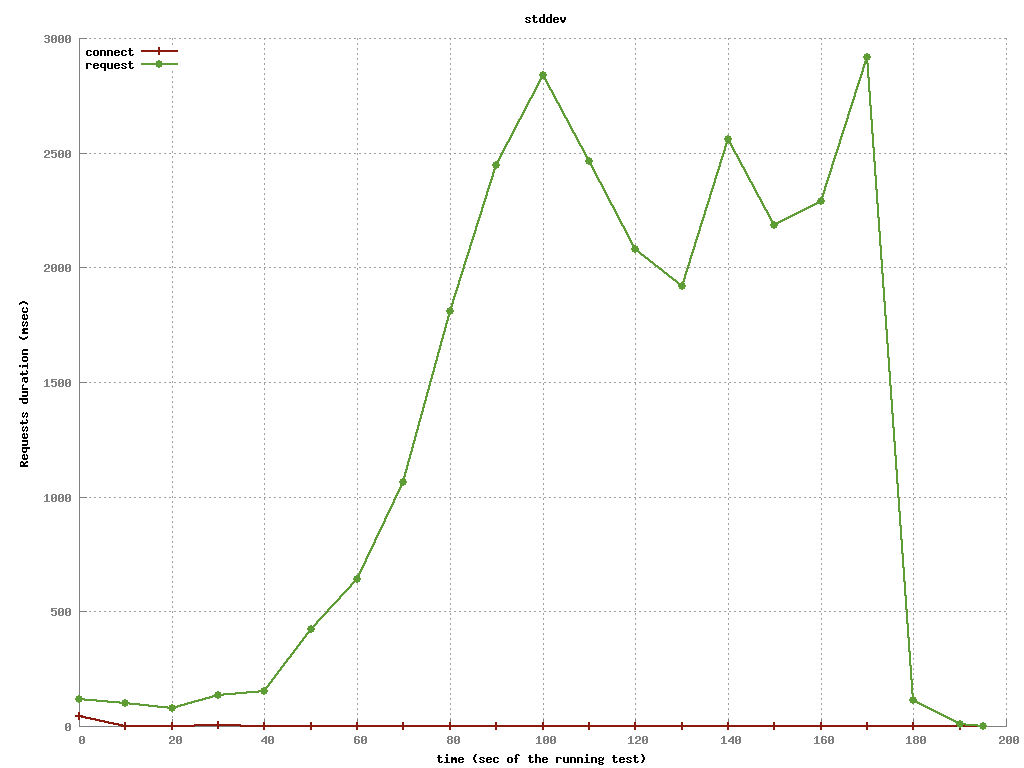 stddev
3000
connect
request
2500
2000
Requests duration (msec)
1500
1000
500
0
0 20 40 60 80 100 120 140 160 180 200
time (sec of the running test)